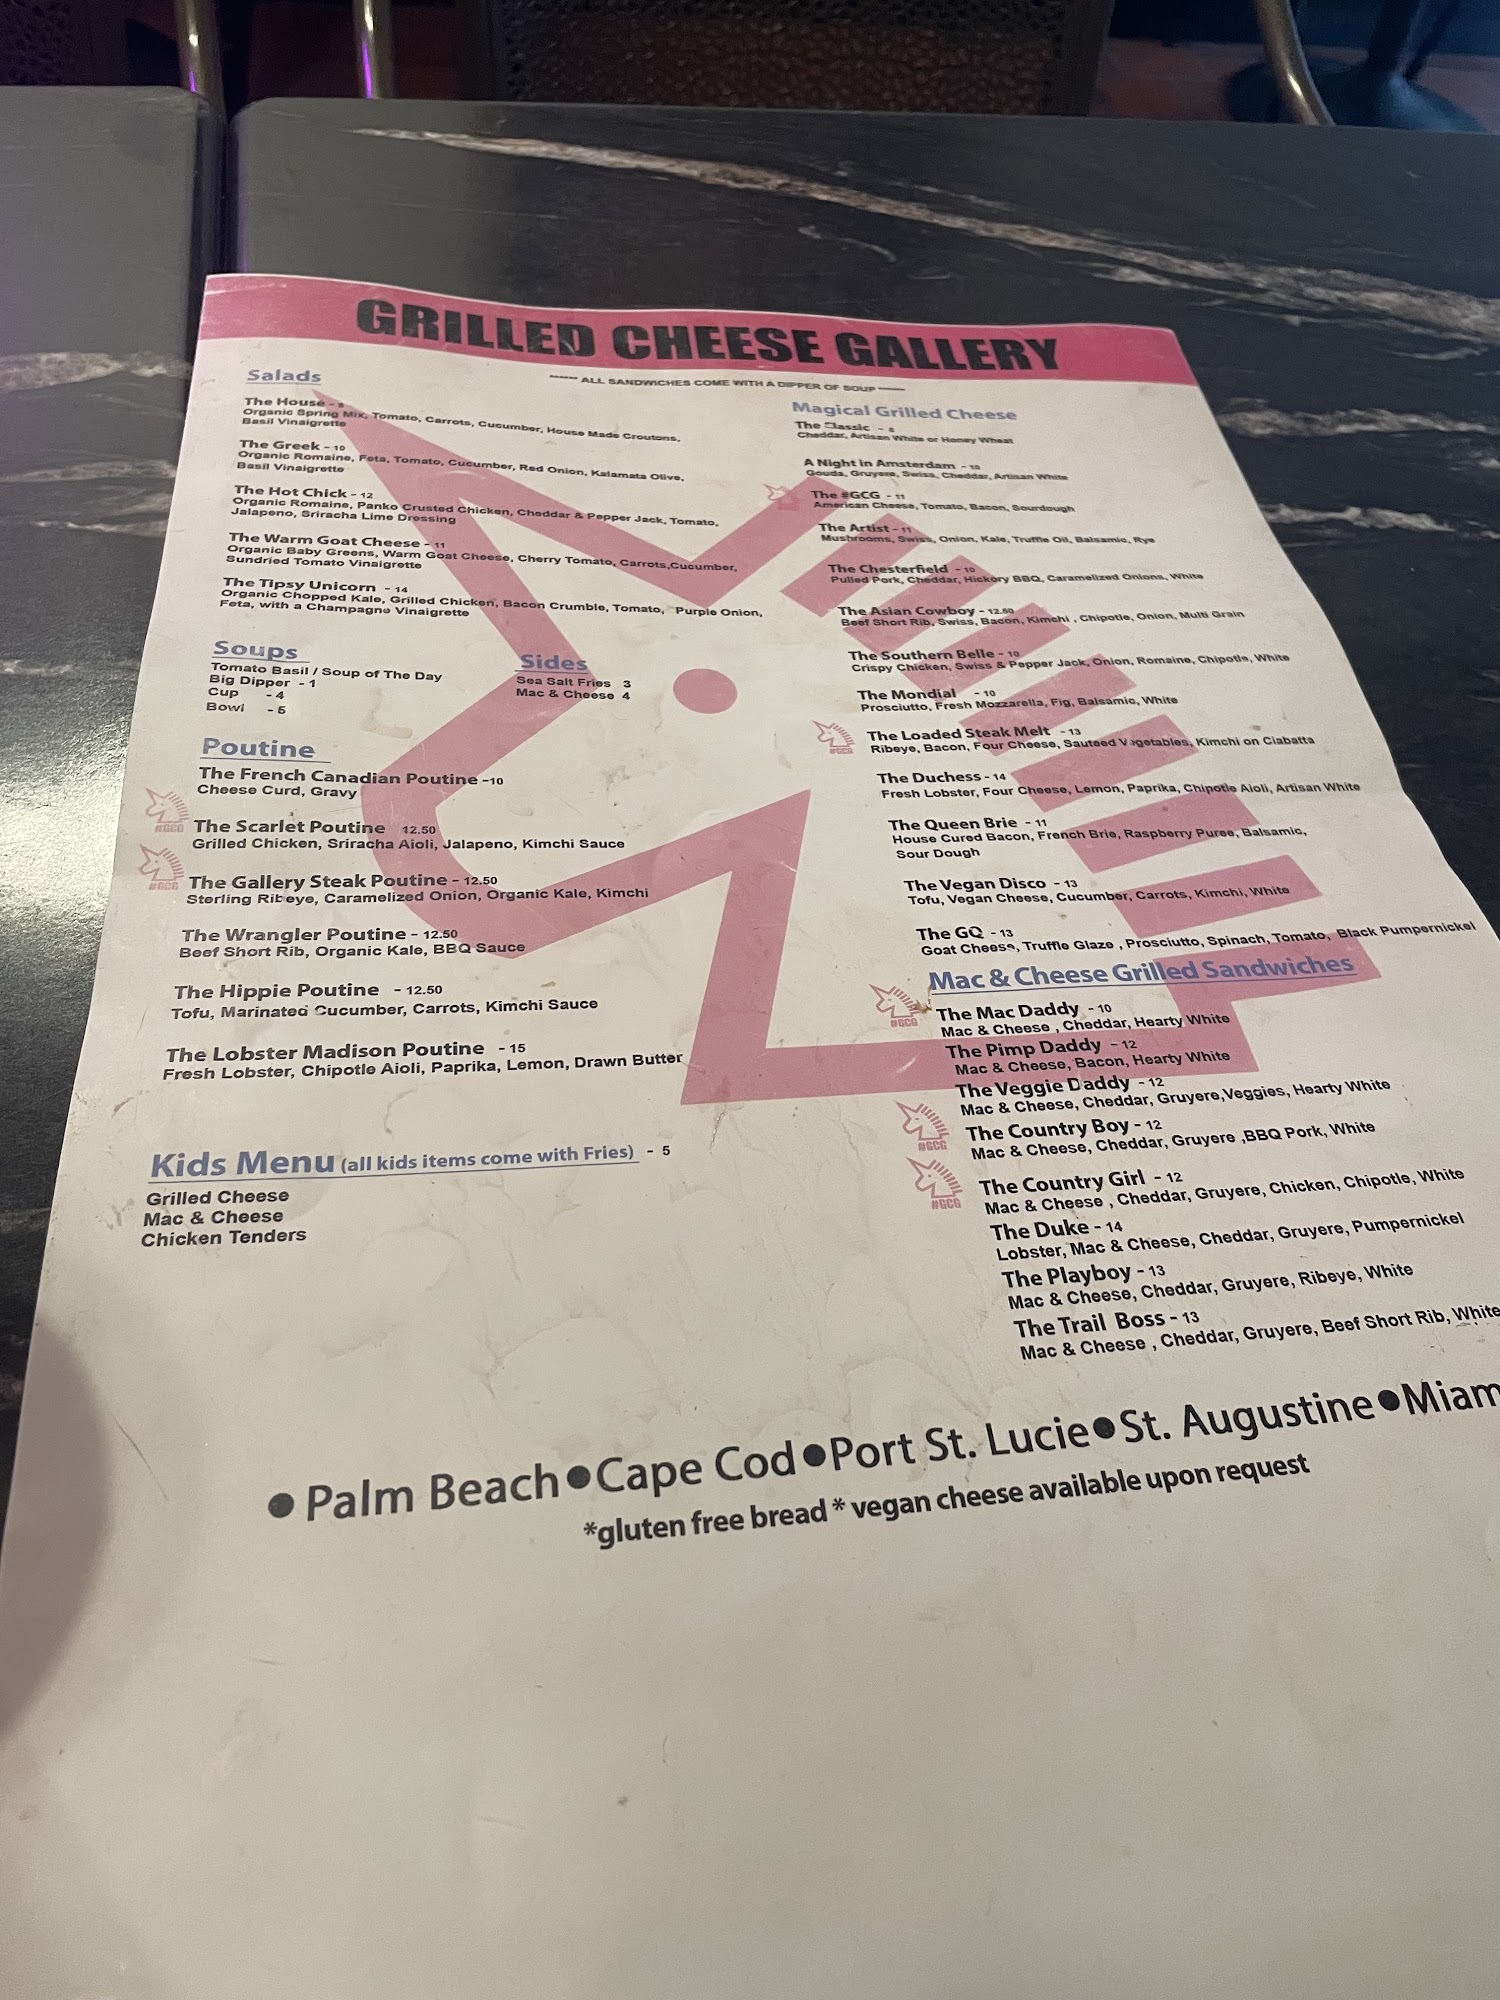 GRILLED CHEESE GALLERY
ALL SANDWICHES COME WITH A DIPPER OF SOUP
Salads
The House - 8
Organic Spring Mix, Tomato, Carrots, Cucumber, House Made Croutons,
Basil Vinaigrette
The Greek - 10
Organic Romaine, Feta, Tomato, Cucumber, Red Onion, Kalamata Olive,
Basil Vinaigrette
The Hot Chick - 12
Organic Romaine, Panko Crusted Chicken, Cheddar & Pepper Jack, Tomato,
Jalapeno, Sriracha Lime Dressing
The Warm Goat Cheese - 11
Organic Baby Greens, Warm Goat Cheese, Cherry Tomato, Carrots,Cucumber,
Sundried Tomato Vinaigrette
The Tipsy Unicorn - 14
Organic Chopped Kale, Grilled Chicken, Bacon Crumble, Tomato, Purple Onion,
Feta, with a Champagne Vinaigrette
Soups
Tomato Basil / Soup of The Day
Big Dipper - 1
Cup - 4
Bowl - 5
Sides
Sea Salt Fries 3
Mac & Cheese 4
Poutine
The French Canadian Poutine -10
Cheese Curd, Gravy
#GCG
The Scarlet Poutine 12.50
Grilled Chicken, Sriracha Aioli, Jalapeno, Kimchi Sauce
#GCG
The Gallery Steak Poutine - 12.50
Sterling Ribeye, Caramelized Onion, Organic Kale, Kimchi
The Wrangler Poutine - 12.50
Beef Short Rib, Organic Kale, BBQ Sauce
The Hippie Poutine - 12.50
Tofu, Marinated Cucumber, Carrots, Kimchi Sauce
The Lobster Madison Poutine - 15
Fresh Lobster, Chipotle Aioli, Paprika, Lemon, Drawn Butter
Kids Menu (all kids items come with Fries) - 5
Grilled Cheese
Mac & Cheese
Chicken Tenders
Magical Grilled Cheese
The Classic - 8
Cheddar, Artisan White or Honey Wheat
A Night in Amsterdam - 10
Gouda, Gruyere, Swiss, Cheddar, Artisan White
The #GCG - 11
American Cheese, Tomato, Bacon, Sourdough
The Artist - 11
Mushrooms, Swiss, Onion, Kale, Truffle Oil, Balsamic, Rye
The Chesterfield - 10
Pulled Pork, Cheddar, Hickory BBQ, Caramelized Onions, White
The Asian Cowboy - 12.50
Beef Short Rib, Swiss, Bacon, Kimchi , Chipotle, Onion, Multi Grain
The Southern Belle - 10
Crispy Chicken, Swiss & Pepper Jack, Onion, Romaine, Chipotle, White
The Mondial - 10
Prosciutto, Fresh Mozzarella, Fig, Balsamic, White
#GCG
The Loaded Steak Melt - 13
Ribeye, Bacon, Four Cheese, Sauteed Vegetables, Kimchi on Ciabatta
The Duchess - 14
Fresh Lobster, Four Cheese, Lemon, Paprika, Chipotle Aioli, Artisan White
The Queen Brie - 11
House Cured Bacon, French Brie, Raspberry Puree, Balsamic,
Sour Dough
The Vegan Disco - 13
Tofu, Vegan Cheese, Cucumber, Carrots, Kimchi, White
The GQ - 13
Goat Cheese, Truffle Glaze , Prosciutto, Spinach, Tomato, Black Pumpernickel
Mac & Cheese Grilled Sandwiches
#GCG
The Mac Daddy - 10
Mac & Cheese , Cheddar, Hearty White
The Pimp Daddy - 12
Mac & Cheese, Bacon, Hearty White
The Veggie Daddy - 12
Mac & Cheese, Cheddar, Gruyere,Veggies, Hearty White
#GCG
The Country Boy - 12
Mac & Cheese, Cheddar, Gruyere ,BBQ Pork, White
#GCG
The Country Girl - 12
Mac & Cheese , Cheddar, Gruyere, Chicken, Chipotle, White
The Duke - 14
Lobster, Mac & Cheese, Cheddar, Gruyere, Pumpernickel
The Playboy - 13
Mac & Cheese, Cheddar, Gruyere, Ribeye, White
The Trail Boss - 13
Mac & Cheese , Cheddar, Gruyere, Beef Short Rib, White
● Palm Beach●Cape Cod●Port St. Lucie●St. Augustine●Miam
*gluten free bread * vegan cheese available upon request